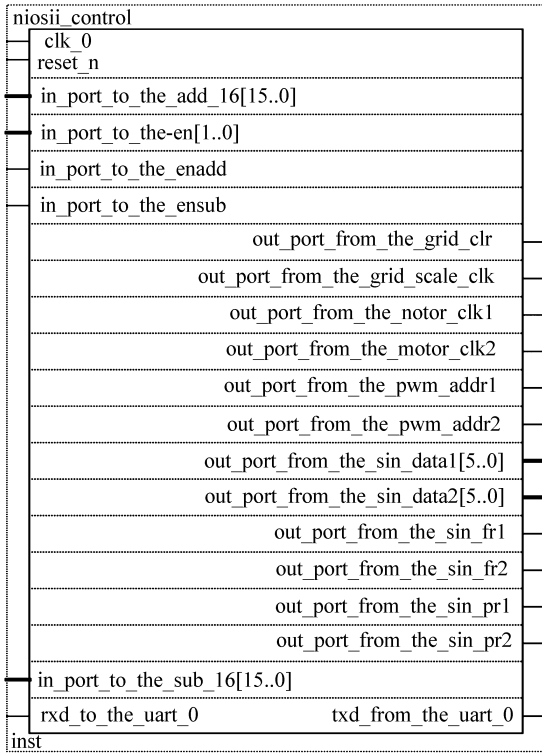 niosii_control
clk_0
reset_n
in_port_to_the_add_16[15..0]
in_port_to_the-en[1..0]
in_port_to_the_enadd
in_port_to_the_ensub
out_port_from_the_grid_clr
out_port_from_the_grid_scale_clk
out_port_from_the_notor_clk1
out_port_from_the_motor_clk2
out_port_from_the_pwm_addr1
out_port_from_the_pwm_addr2
out_port_from_the_sin_data1[5..0]
out_port_from_the_sin_data2[5..0]
out_port_from_the_sin_fr1
out_port_from_the_sin_fr2
out_port_from_the_sin_pr1
out_port_from_the_sin_pr2
in_port_to_the_sub_16[15..0]
rxd_to_the_uart_0 txd_from_the_uart_0
inst